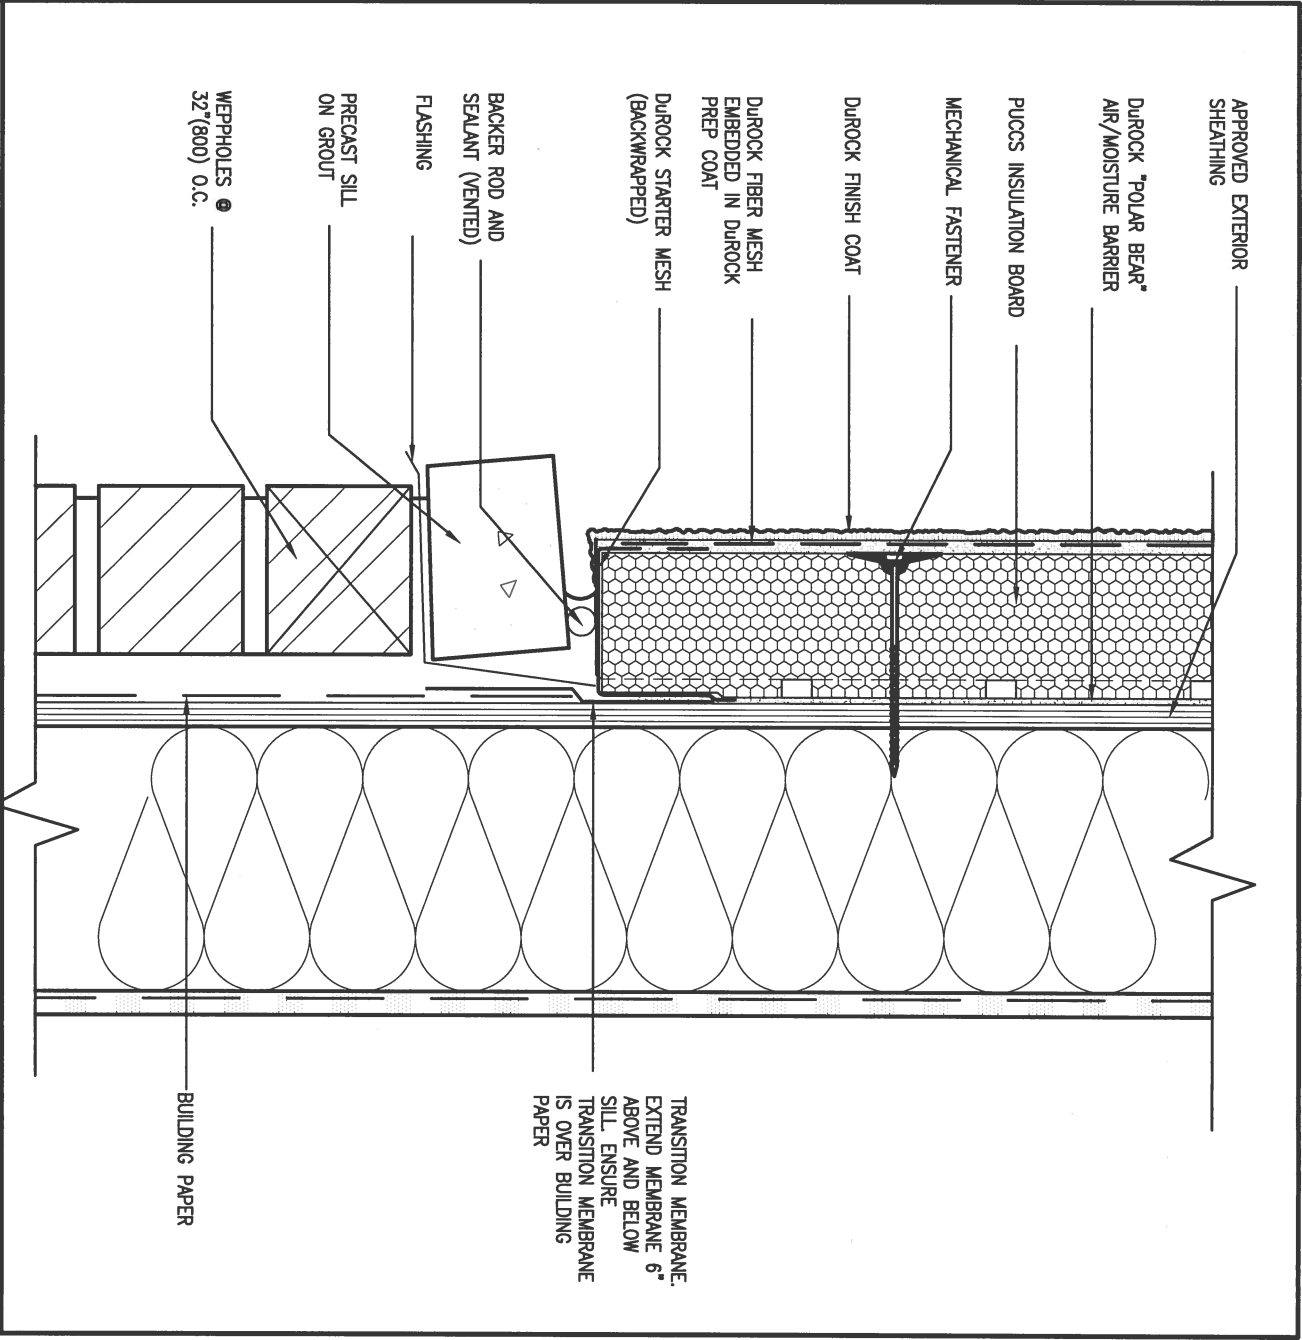 APPROVED EXTERIOR
SHEATHING
DuROCK "POLAR BEAR"
AIR/MOISTURE BARRIER
PUCCS INSULATION BOARD
MECHANICAL FASTENER
DuROCK FINISH COAT
DuROCK FIBER MESH
EMBEDDED IN DuROCK
PREP COAT
DuROCK STARTER MESH
(BACKWRAPPED)
BACKER ROD AND
SEALANT (VENTED)
FLASHING
PRECAST SILL
ON GROUT
WEPPHOLES @
32"(800) O.C.
TRANSITION MEMBRANE.
EXTEND MEMBRANE 6"
ABOVE AND BELOW
SILL. ENSURE
TRANSITION MEMBRANE
IS OVER BUILDING
PAPER
BUILDING PAPER